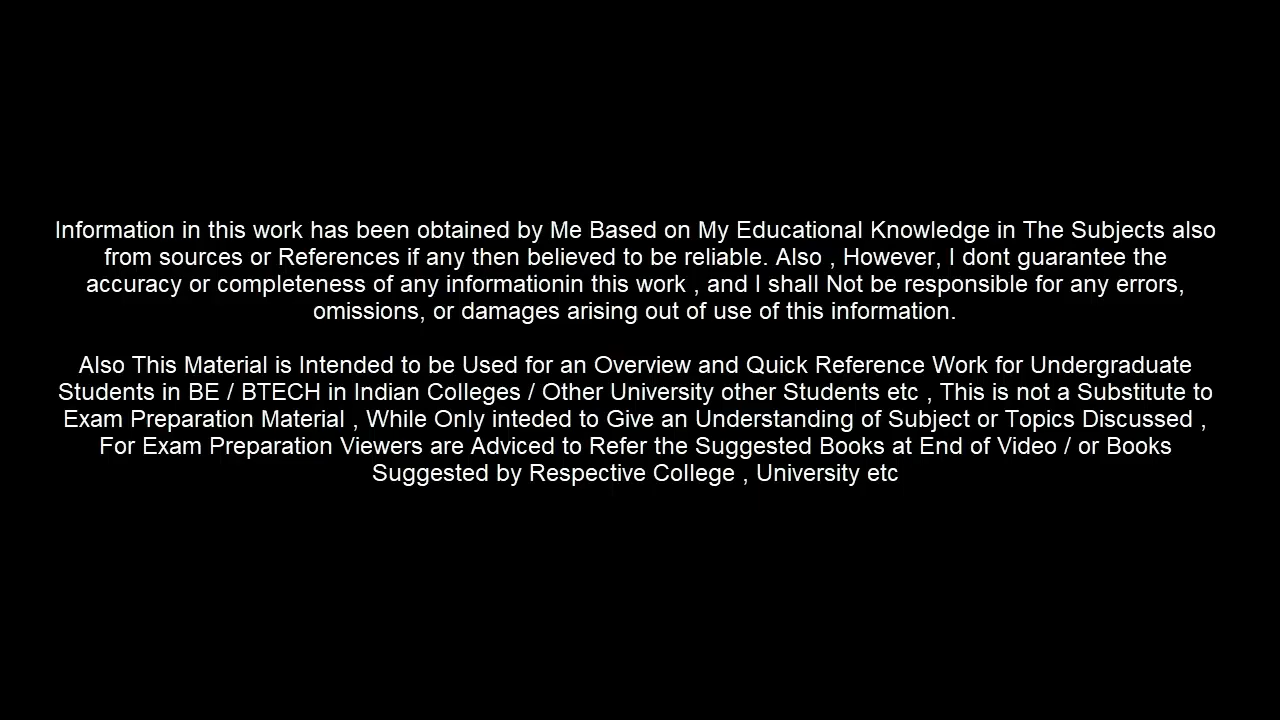 Information in this work has been obtained by Me Based on My Educational Knowledge in The Subjects also
from sources or References if any then believed to be reliable. Also , However, I dont guarantee the
accuracy or completeness of any informationin this work , and I shall Not be responsible for any errors,
omissions, or damages arising out of use of this information.
Also This Material is Intended to be Used for an Overview and Quick Reference Work for Undergraduate
Students in BE / BTECH in Indian Colleges / Other University other Students etc , This is not a Substitute to
Exam Preparation Material , While Only inteded to Give an Understanding of Subject or Topics Discussed ,
For Exam Preparation Viewers are Adviced to Refer the Suggested Books at End of Video / or Books
Suggested by Respective College , University etc